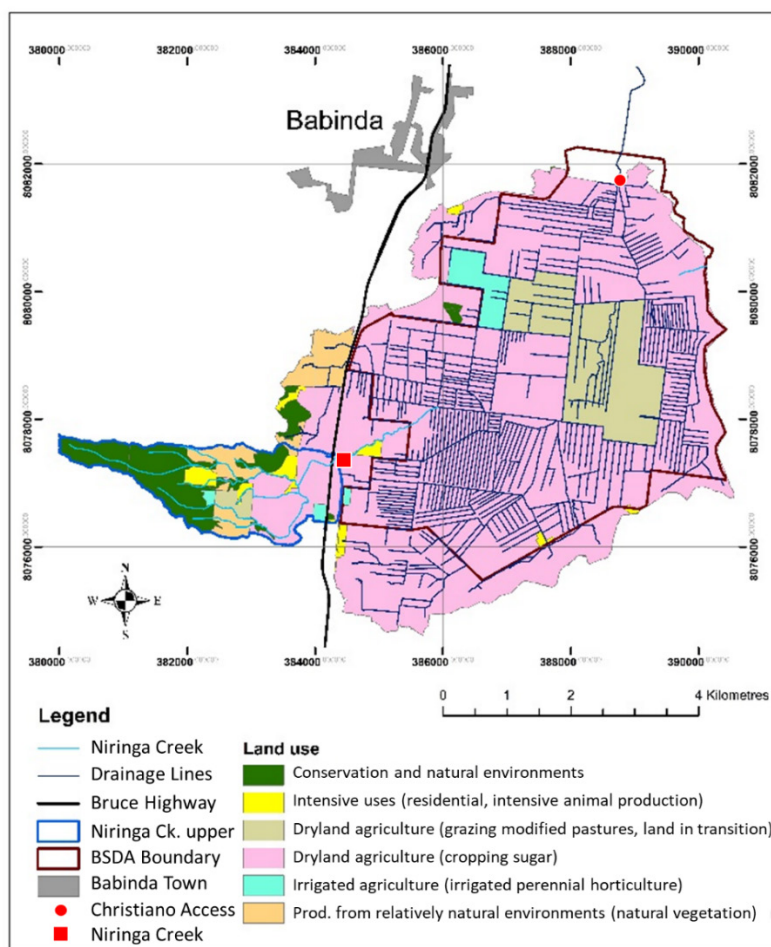 380000 382000 384000 386000 388000 390000
Babinda
8082000 8082000
8080000 8080000
8078000 8078000
8076000 8076000
N
W E
S
380000 382000 384000 386000 388000 390000
0 1 2 4 Kilometres
Legend
Niringa Creek
Drainage Lines
Bruce Highway
Niringa Ck. upper
BSDA Boundary
Babinda Town
Christiano Access
Niringa Creek
Land use
Conservation and natural environments
Intensive uses (residential, intensive animal production)
Dryland agriculture (grazing modified pastures, land in transition)
Dryland agriculture (cropping sugar)
Irrigated agriculture (irrigated perennial horticulture)
Prod. from relatively natural environments (natural vegetation)